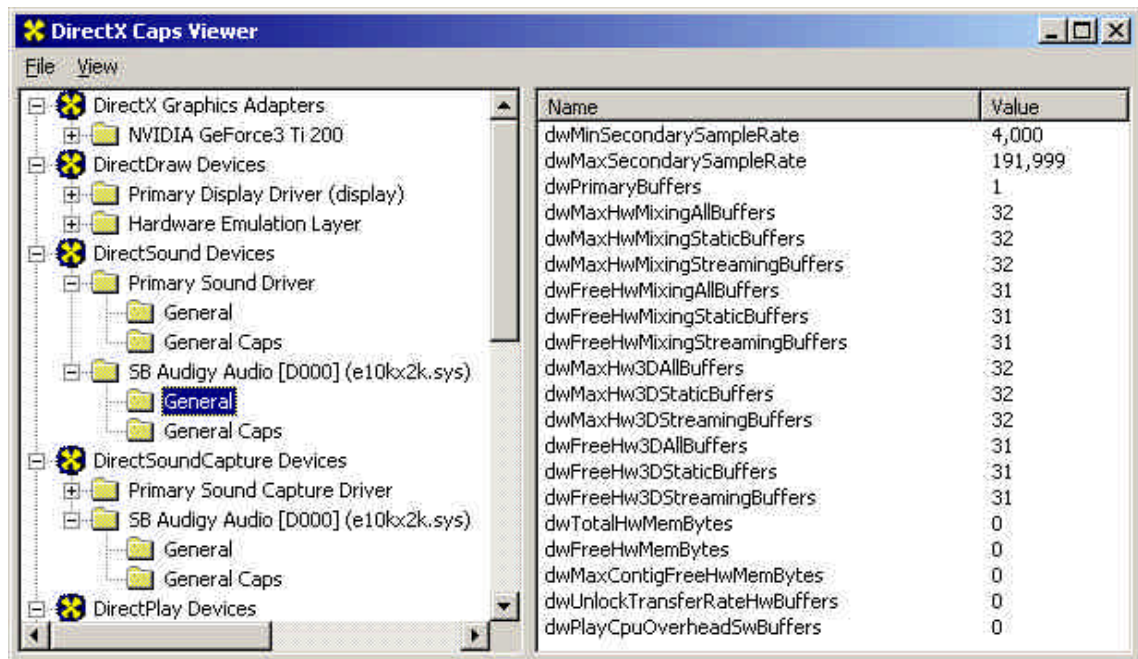 DirectX Caps Viewer
File View
DirectX Graphics Adapters
NVIDIA GeForce3 Ti 200
DirectDraw Devices
Primary Display Driver (display)
Hardware Emulation Layer
DirectSound Devices
Primary Sound Driver
General
General Caps
SB Audigy Audio [D000] (e10kx2k.sys)
General
General Caps
DirectSoundCapture Devices
Primary Sound Capture Driver
SB Audigy Audio [D000] (e10kx2k.sys)
General
General Caps
DirectPlay Devices
Name Value
dwMinSecondarySampleRate 4,000
dwMaxSecondarySampleRate 191,999
dwPrimaryBuffers 1
dwMaxHwMixingAllBuffers 32
dwMaxHwMixingStaticBuffers 32
dwMaxHwMixingStreamingBuffers 32
dwFreeHwMixingAllBuffers 31
dwFreeHwMixingStaticBuffers 31
dwFreeHwMixingStreamingBuffers 31
dwMaxHw3DAllBuffers 32
dwMaxHw3DStaticBuffers 32
dwMaxHw3DStreamingBuffers 32
dwFreeHw3DAllBuffers 31
dwFreeHw3DStaticBuffers 31
dwFreeHw3DStreamingBuffers 31
dwTotalHwMemBytes 0
dwFreeHwMemBytes 0
dwMaxContigFreeHwMemBytes 0
dwUnlockTransferRateHwBuffers 0
dwPlayCpuOverheadSwBuffers 0